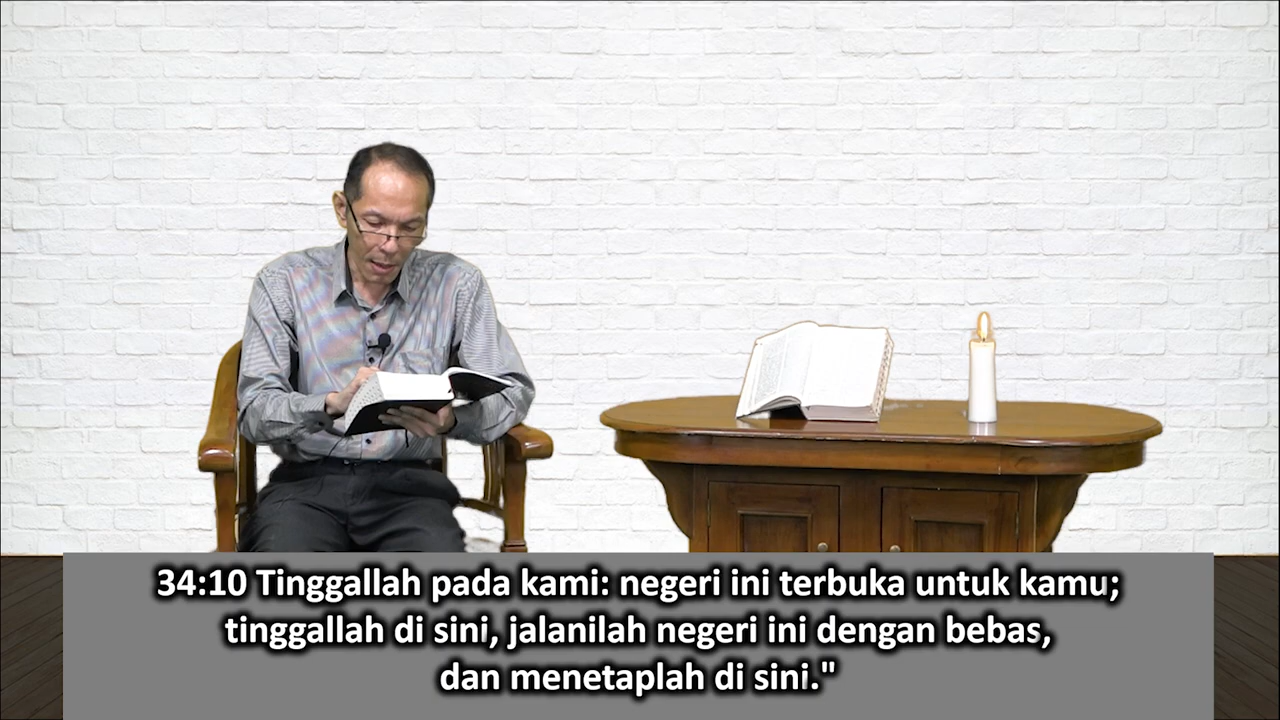 34:10 Tinggallah pada kami: negeri ini terbuka untuk kamu;
tinggallah di sini, jalanilah negeri ini dengan bebas,
dan menetaplah di sini."